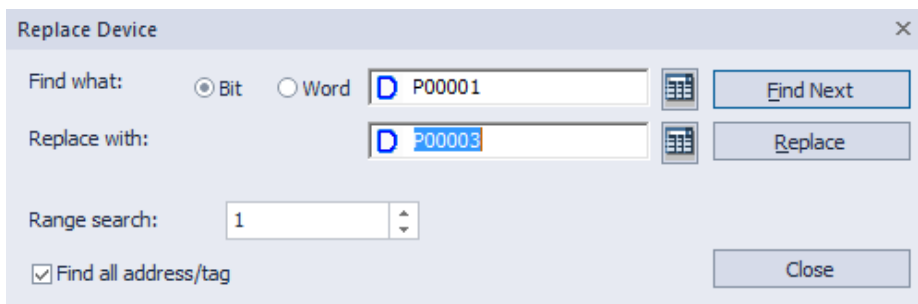 Replace Device
Find what: Bit Word D P00001 Find Next
Replace with: D P00003 Replace
Range search: 1
Find all address/tag Close